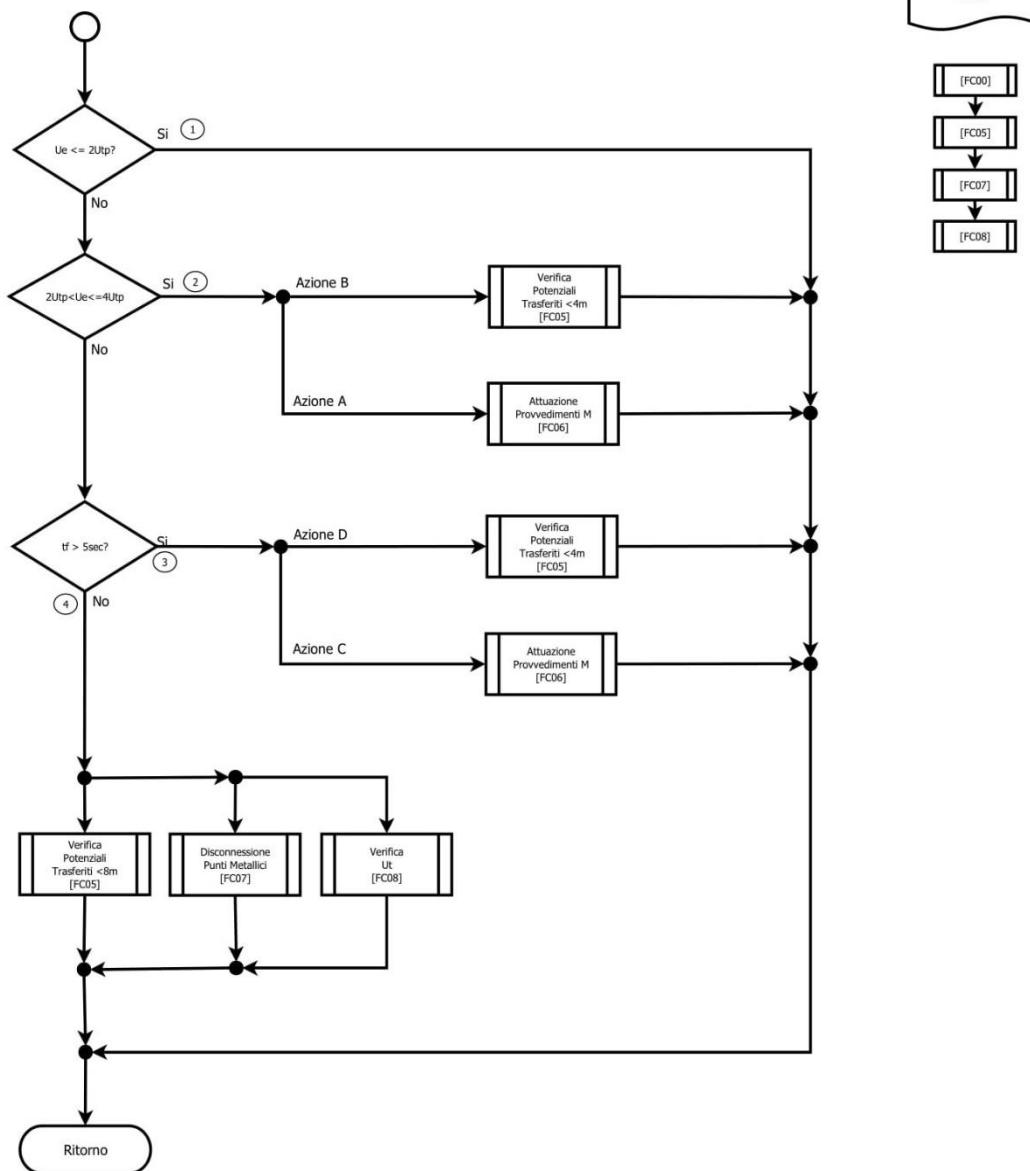 Si 1
Ue <= 2Utp?
No
2Utp<Ue<=4Utp
Si 2
No
Azione B
Verifica
Potenziali
Trasferiti <4m
[FC05]
Azione A
Attuazione
Provvedimenti M
[FC06]
tf > 5sec?
Si
3
4 No
Azione D
Verifica
Potenziali
Trasferiti <4m
[FC05]
Azione C
Attuazione
Provvedimenti M
[FC06]
Verifica
Potenziali
Trasferiti <8m
[FC05]
Disconnessione
Punti Metallici
[FC07]
Verifica
Ut
[FC08]
Ritorno
[FC00]
[FC05]
[FC07]
[FC08]